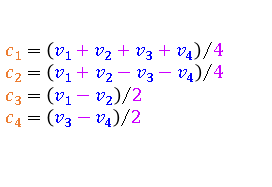 c₁ = (v₁ + v₂ + v₃ + v₄)/4
c₂ = (v₁ + v₂ − v₃ − v₄)/4
c₃ = (v₁ − v₂)/2
c₄ = (v₃ − v₄)/2